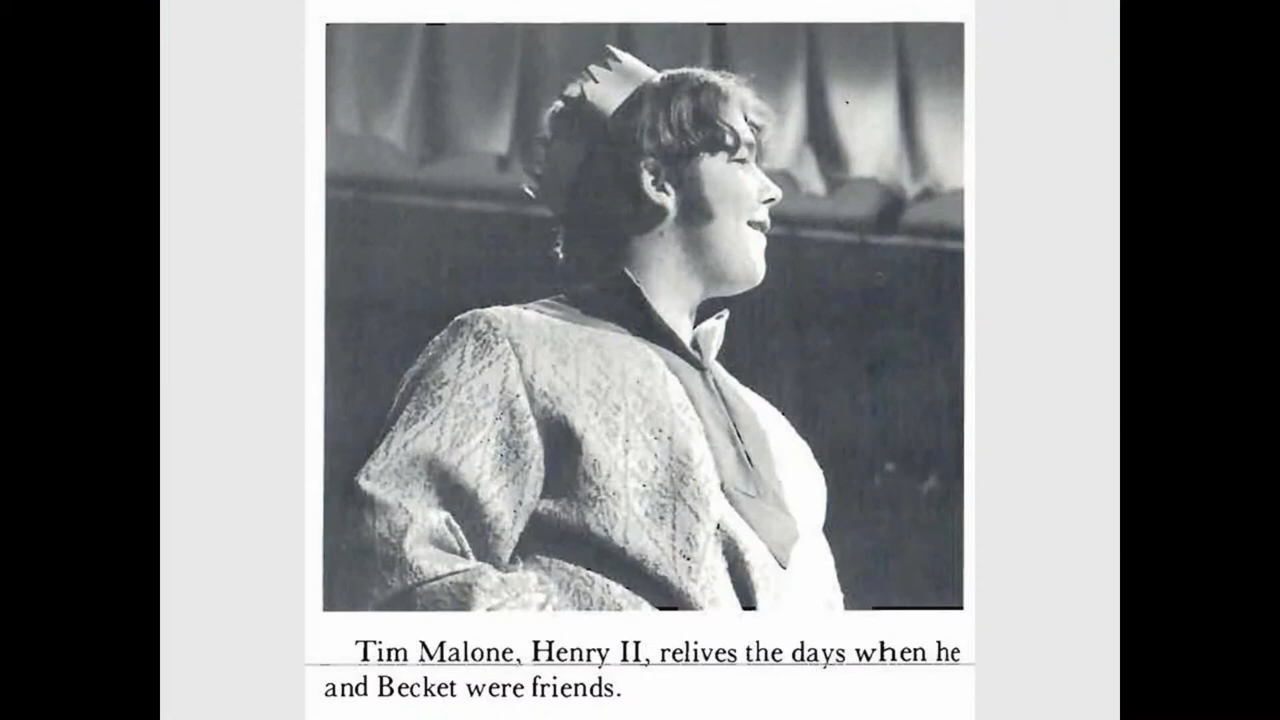 Tim Malone, Henry II, relives the days when he
and Becket were friends.